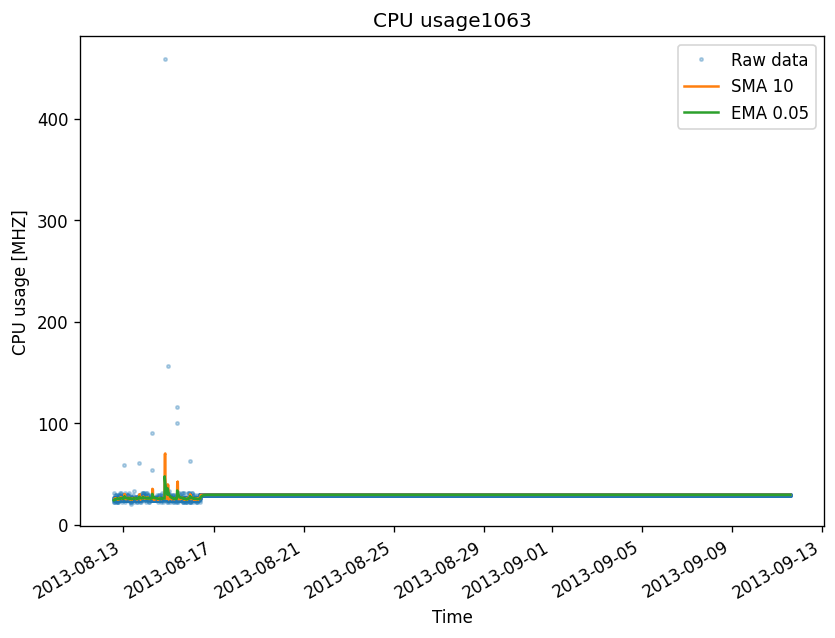 CPU usage1063
Raw data
SMA 10
EMA 0.05
CPU usage [MHZ]
400
300
200
100
0
2013-08-13
2013-08-17
2013-08-21
2013-08-25
2013-08-29
2013-09-01
2013-09-05
2013-09-09
2013-09-13
Time